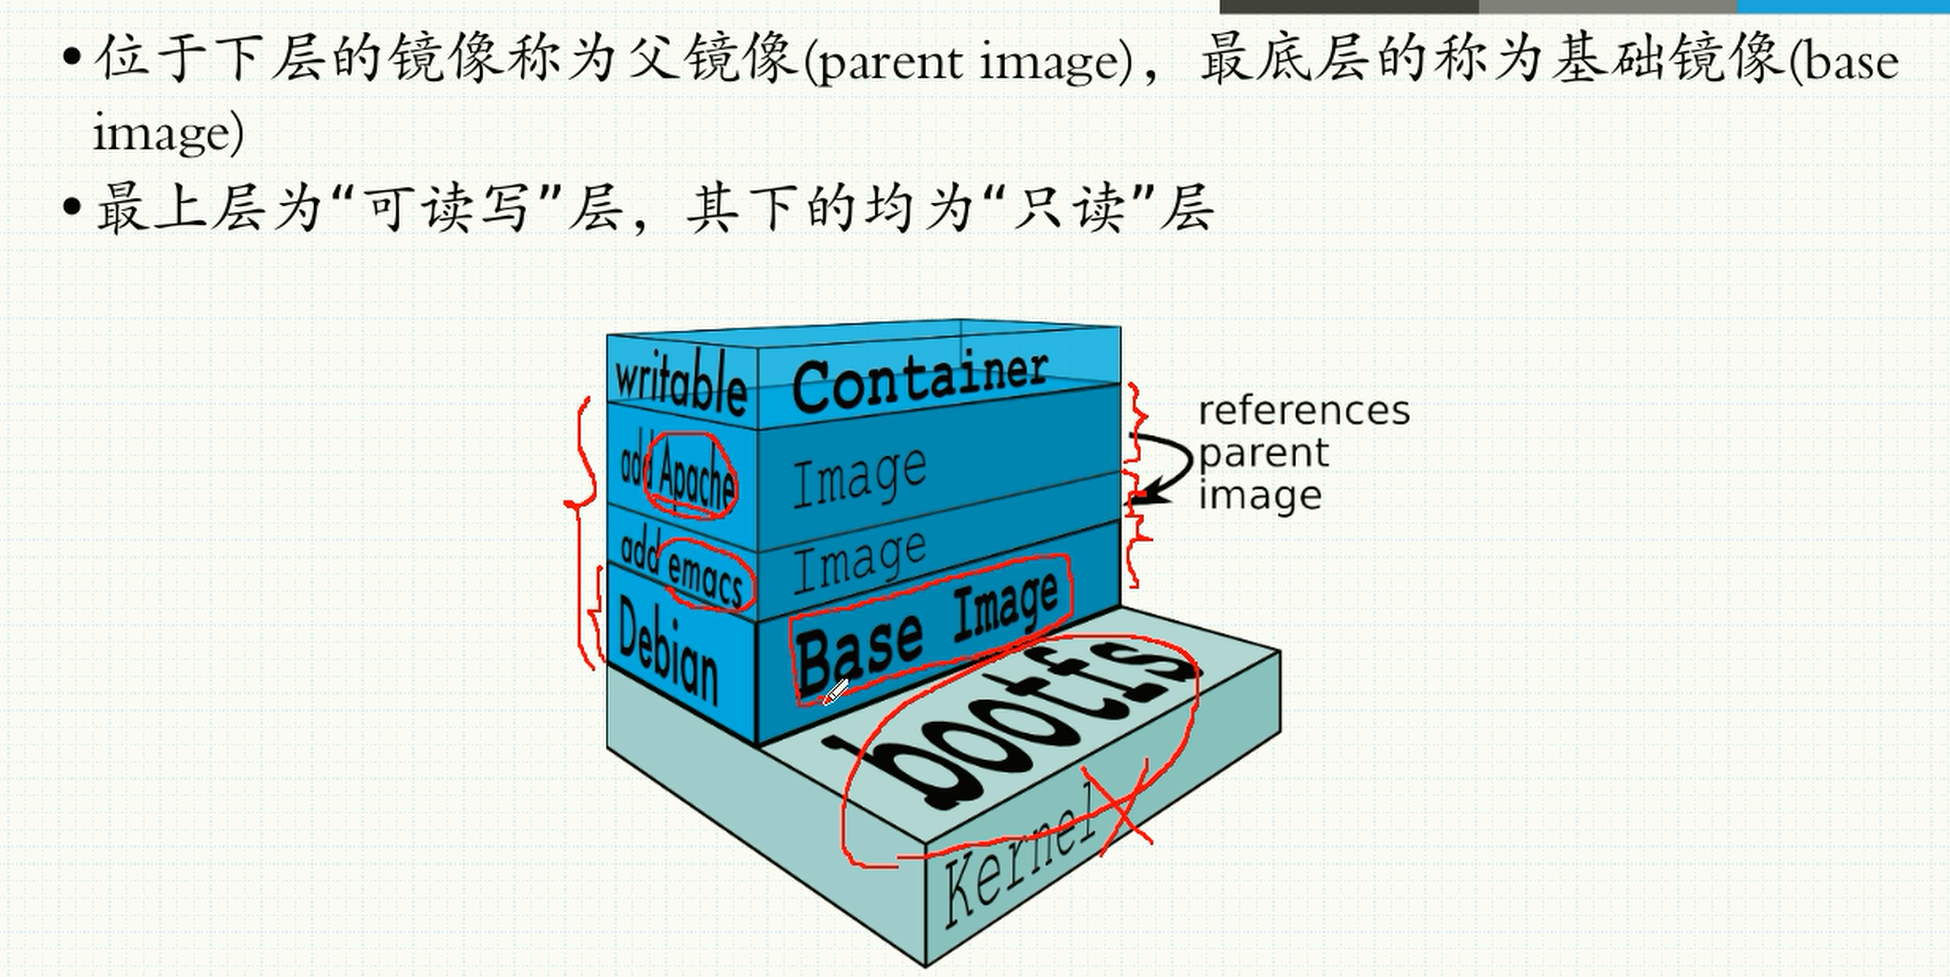 •位于下层的镜像称为父镜像(parent image)，最底层的称为基础镜像(base
image)
•最上层为“可读写”层，其下的均为“只读”层
writable Container
add Apache Image
references
parent
image
add emacs Image
Debian Base Image
bootfs
Kernel